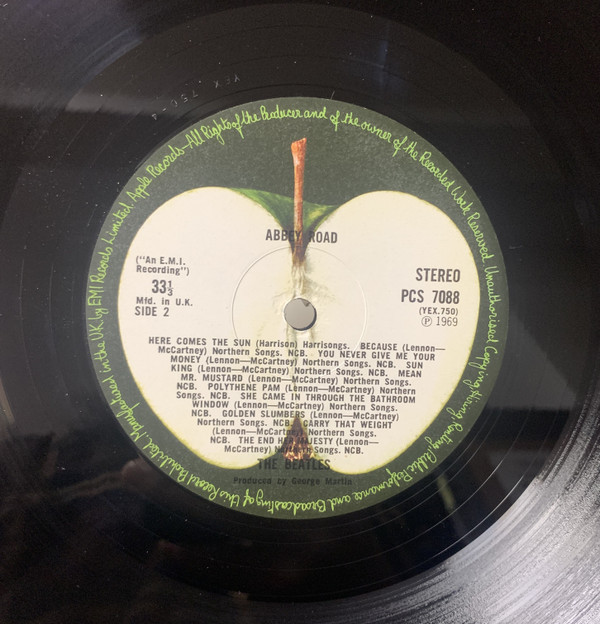 YEX 750
Manufactured in the U.K. by EMI Records Limited. Apple Records—All Rights of the Producer and of the owner of the Recorded Work Reserved. Unauthorised Copying, Hiring, Lending, Public Performance and Broadcasting of this Record Prohibited.
ABBEY ROAD
("An E.M.I.
Recording")
33⅓
Mfd. in U.K.
SIDE 2
STEREO
PCS 7088
(YEX.750)
℗ 1969
HERE COMES THE SUN (Harrison) Harrisongs. BECAUSE (Lennon—
McCartney) Northern Songs. NCB. YOU NEVER GIVE ME YOUR
MONEY (Lennon—McCartney) Northern Songs. NCB. SUN
KING (Lennon—McCartney) Northern Songs. NCB. MEAN
MR. MUSTARD (Lennon—McCartney) Northern Songs.
NCB. POLYTHENE PAM (Lennon—McCartney) Northern
Songs. NCB. SHE CAME IN THROUGH THE BATHROOM
WINDOW (Lennon—McCartney) Northern Songs.
NCB. GOLDEN SLUMBERS (Lennon—McCartney)
Northern Songs. NCB. CARRY THAT WEIGHT
(Lennon—McCartney) Northern Songs.
NCB. THE END HER MAJESTY (Lennon—
McCartney) Northern Songs. NCB.
THE BEATLES
Produced by George Martin